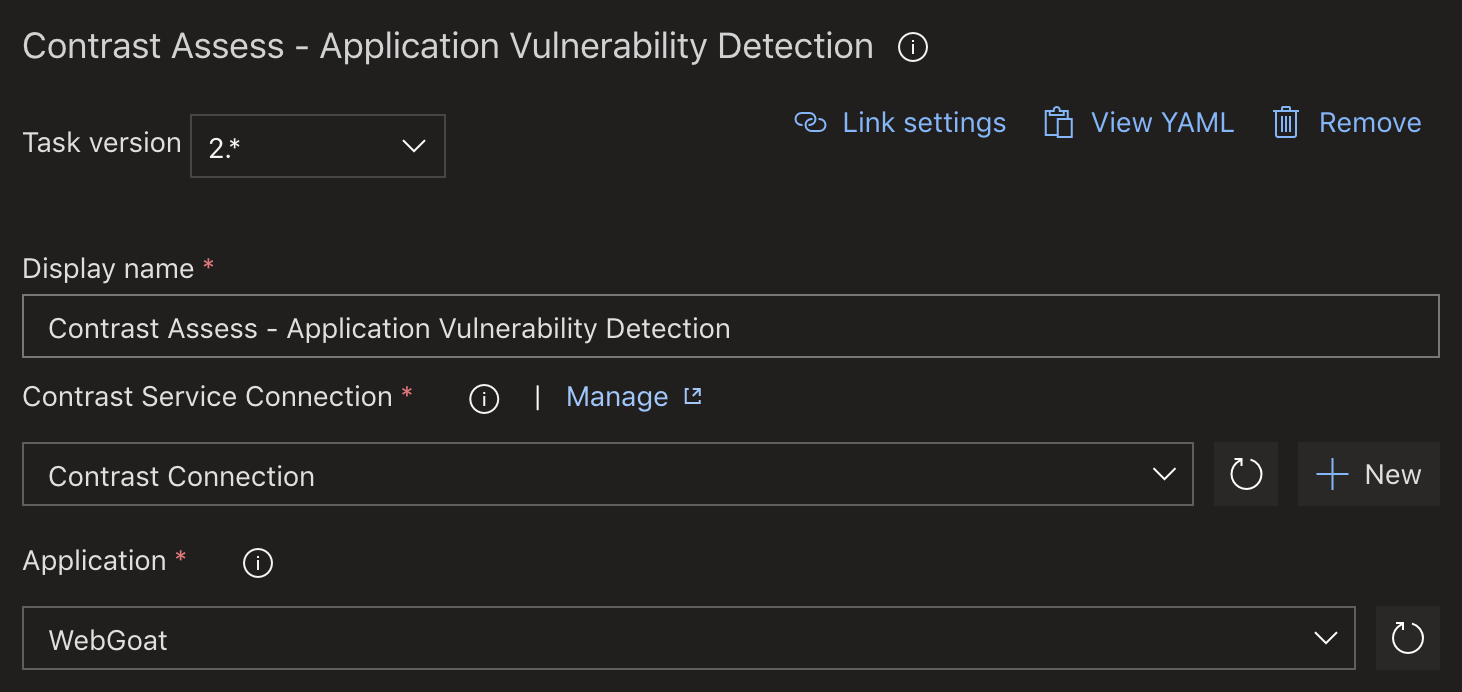 Contrast Assess - Application Vulnerability Detection
Task version 2.*
Link settings View YAML Remove
Display name *
Contrast Assess - Application Vulnerability Detection
Contrast Service Connection * | Manage
Contrast Connection New
Application *
WebGoat